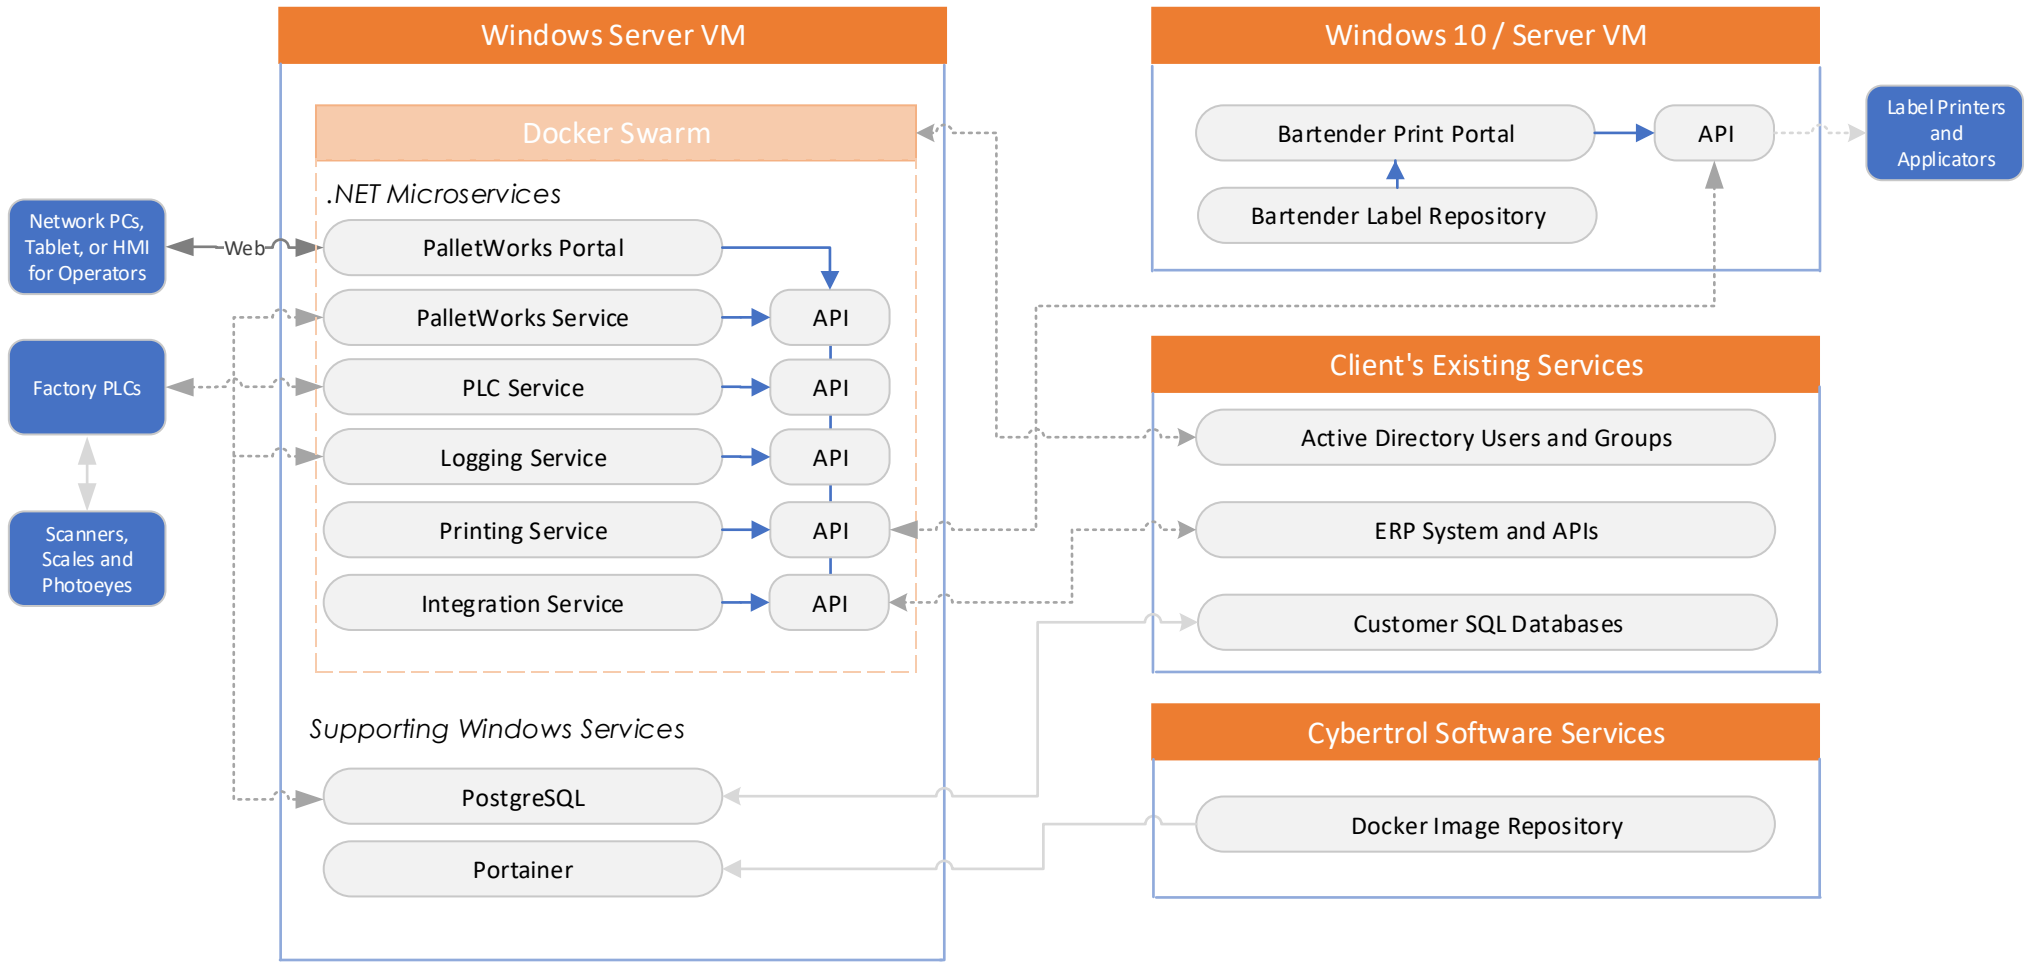 Windows Server VM
Docker Swarm
.NET Microservices
PalletWorks Portal
PalletWorks Service
API
PLC Service
API
Logging Service
API
Printing Service
API
Integration Service
API
Supporting Windows Services
PostgreSQL
Portainer
Network PCs,
Tablet, or HMI
for Operators
Web
Factory PLCs
Scanners,
Scales and
Photoeyes
Windows 10 / Server VM
Bartender Print Portal
API
Bartender Label Repository
Label Printers
and
Applicators
Client's Existing Services
Active Directory Users and Groups
ERP System and APIs
Customer SQL Databases
Cybertrol Software Services
Docker Image Repository